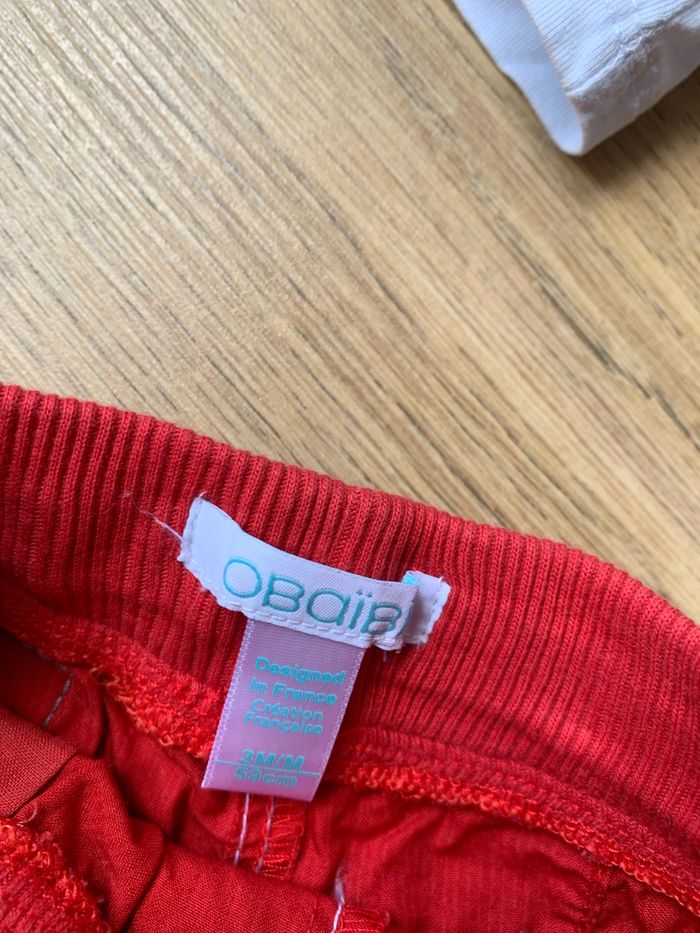 OBaïBi
Designed
in France
Création
Française
3M/M
59cm